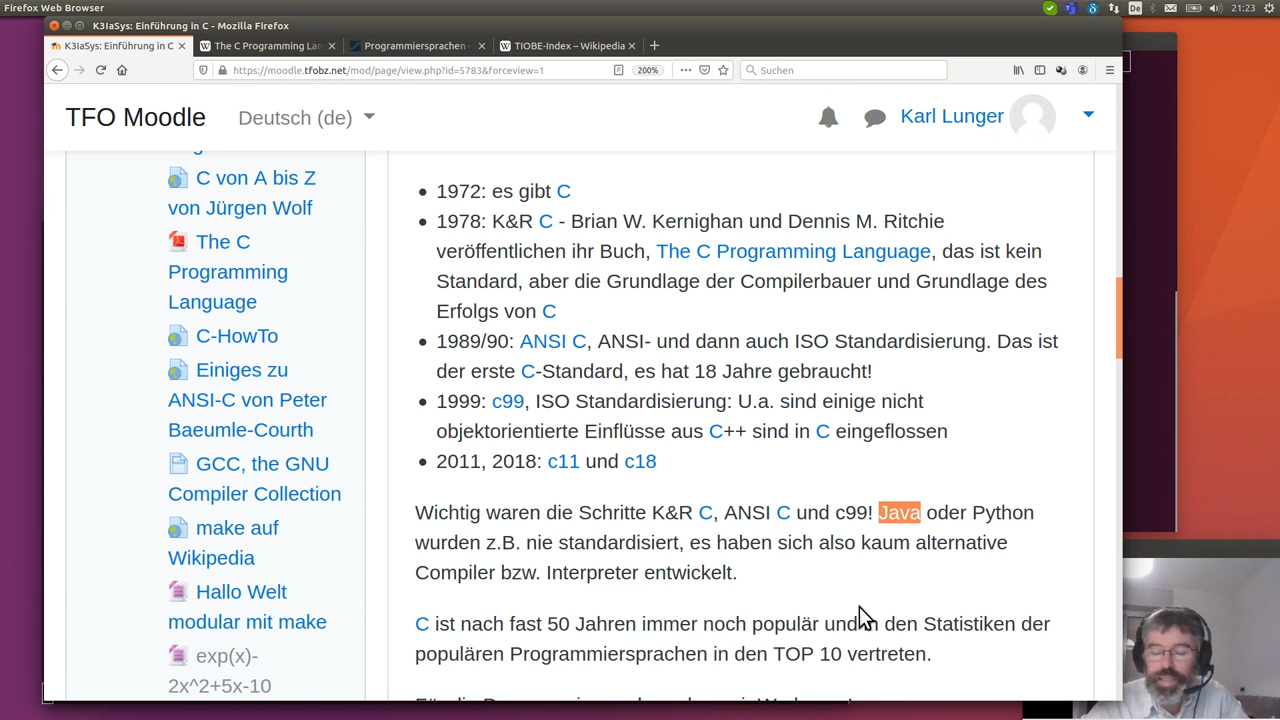 Firefox Web Browser
De
21:23
K3IaSys: Einführung in C - Mozilla Firefox
K3IaSys: Einführung in C
The C Programming Lan
Programmiersprachen -
TIOBE-Index – Wikipedia
https://moodle.tfobz.net/mod/page/view.php?id=5783&forceview=1
200%
Suchen
TFO Moodle
Deutsch (de)
Karl Lunger
C von A bis Z
von Jürgen Wolf
The C
Programming
Language
C-HowTo
Einiges zu
ANSI-C von Peter
Baeumle-Courth
GCC, the GNU
Compiler Collection
make auf
Wikipedia
Hallo Welt
modular mit make
exp(x)-
2x^2+5x-10
1972: es gibt C
1978: K&R C - Brian W. Kernighan und Dennis M. Ritchie
veröffentlichen ihr Buch, The C Programming Language, das ist kein
Standard, aber die Grundlage der Compilerbauer und Grundlage des
Erfolgs von C
1989/90: ANSI C, ANSI- und dann auch ISO Standardisierung. Das ist
der erste C-Standard, es hat 18 Jahre gebraucht!
1999: c99, ISO Standardisierung: U.a. sind einige nicht
objektorientierte Einflüsse aus C++ sind in C eingeflossen
2011, 2018: c11 und c18
Wichtig waren die Schritte K&R C, ANSI C und c99! Java oder Python
wurden z.B. nie standardisiert, es haben sich also kaum alternative
Compiler bzw. Interpreter entwickelt.
C ist nach fast 50 Jahren immer noch populär und in den Statistiken der
populären Programmiersprachen in den TOP 10 vertreten.